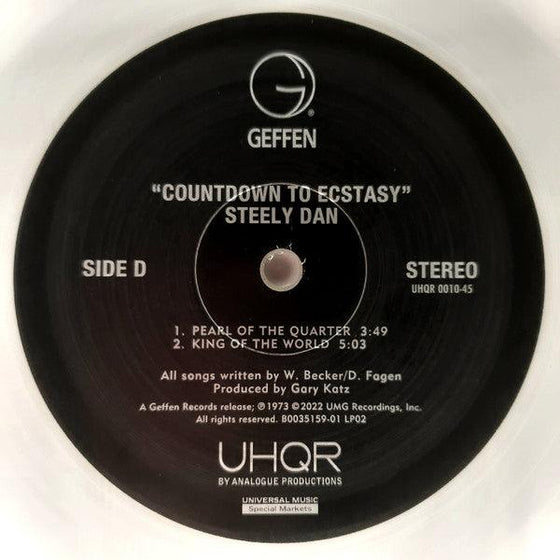 G
®
GEFFEN
"COUNTDOWN TO ECSTASY"
STEELY DAN
SIDE D
STEREO
UHQR 0010-45
1. PEARL OF THE QUARTER 3:49
2. KING OF THE WORLD 5:03
All songs written by W. Becker/D. Fagen
Produced by Gary Katz
A Geffen Records release; ℗ 1973 © 2022 UMG Recordings, Inc.
All rights reserved. B0035159-01 LP02
UHQR
BY ANALOGUE PRODUCTIONS
UNIVERSAL MUSIC
Special Markets